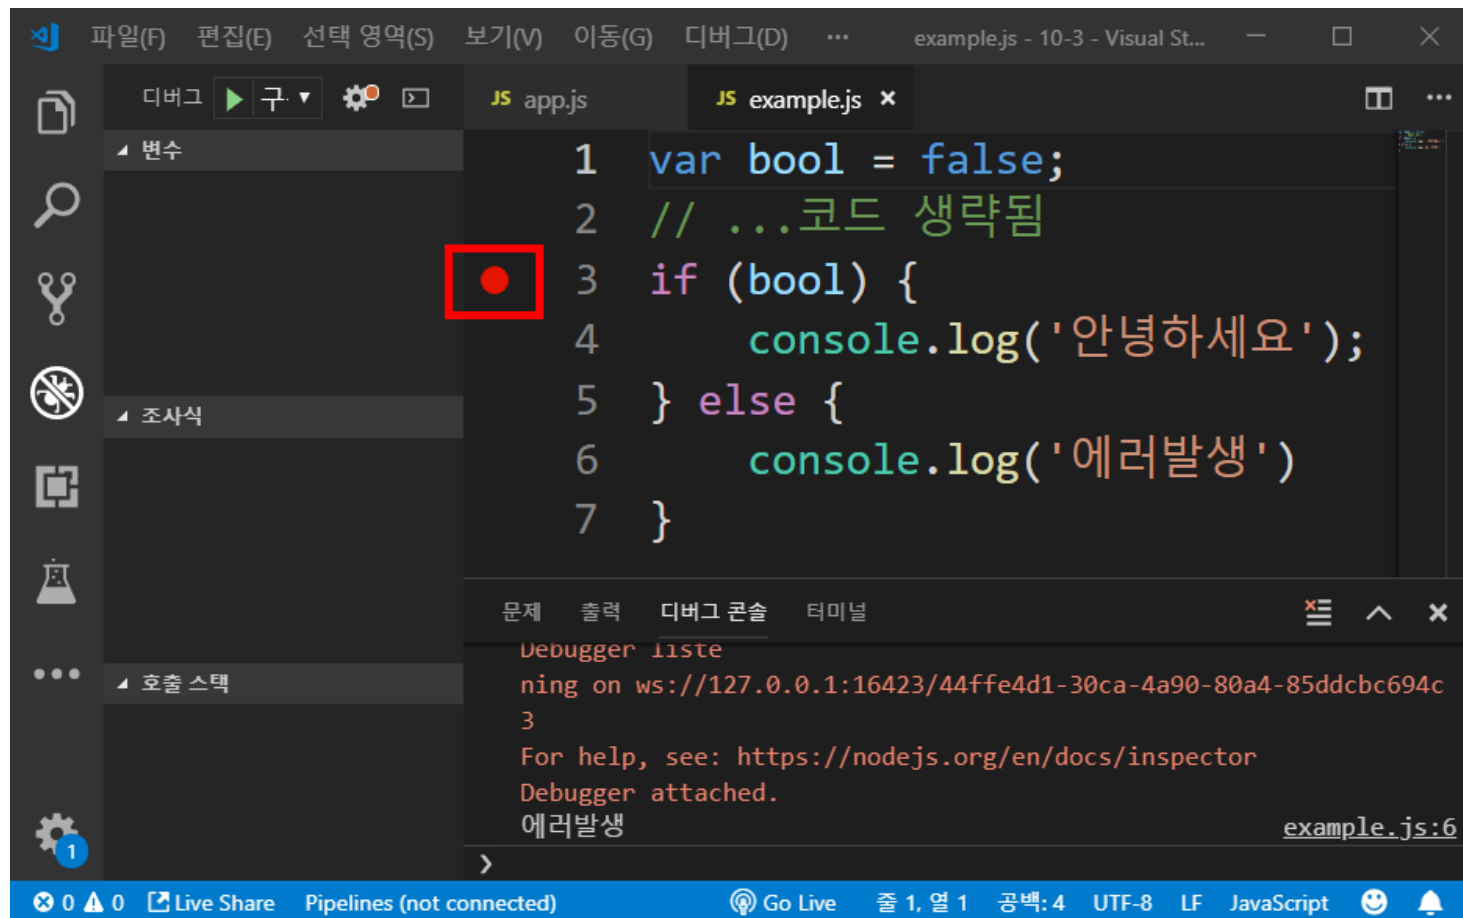 파일(F) 편집(E) 선택 영역(S) 보기(V) 이동(G) 디버그(D) ··· example.js - 10-3 - Visual St...
디버그 구·
JS app.js JS example.js
변수
1 var bool = false;
2 // ...코드 생략됨
3 if (bool) {
4 console.log('안녕하세요');
5 } else {
6 console.log('에러발생')
7 }
조사식
호출 스택
문제 출력 디버그 콘솔 터미널
Debugger liste
ning on ws://127.0.0.1:16423/44ffe4d1-30ca-4a90-80a4-85ddcbc694c
3
For help, see: https://nodejs.org/en/docs/inspector
Debugger attached.
에러발생 example.js:6
1
0 0 Live Share Pipelines (not connected) Go Live 줄 1, 열 1 공백: 4 UTF-8 LF JavaScript